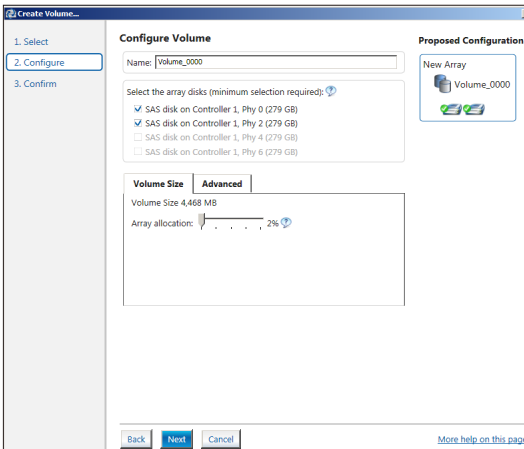 Create Volume...
1. Select
2. Configure
3. Confirm
Configure Volume
Name: Volume_0000
Select the array disks (minimum selection required):
SAS disk on Controller 1, Phy 0 (279 GB)
SAS disk on Controller 1, Phy 2 (279 GB)
SAS disk on Controller 1, Phy 4 (279 GB)
SAS disk on Controller 1, Phy 6 (279 GB)
Volume Size Advanced
Volume Size 4,468 MB
Array allocation: 2%
Proposed Configuration
New Array
Volume_0000
Back Next Cancel
More help on this page